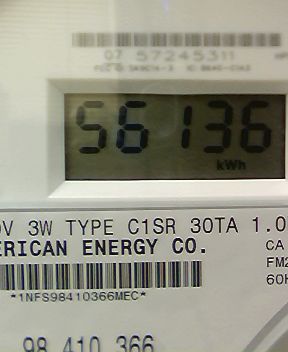 07 57245311
56136
kWh
V 3W TYPE C1SR 30TA 1.0
ERICAN ENERGY CO.
CA
FM2
60H
*1NFS98410366MEC*
98 410 366